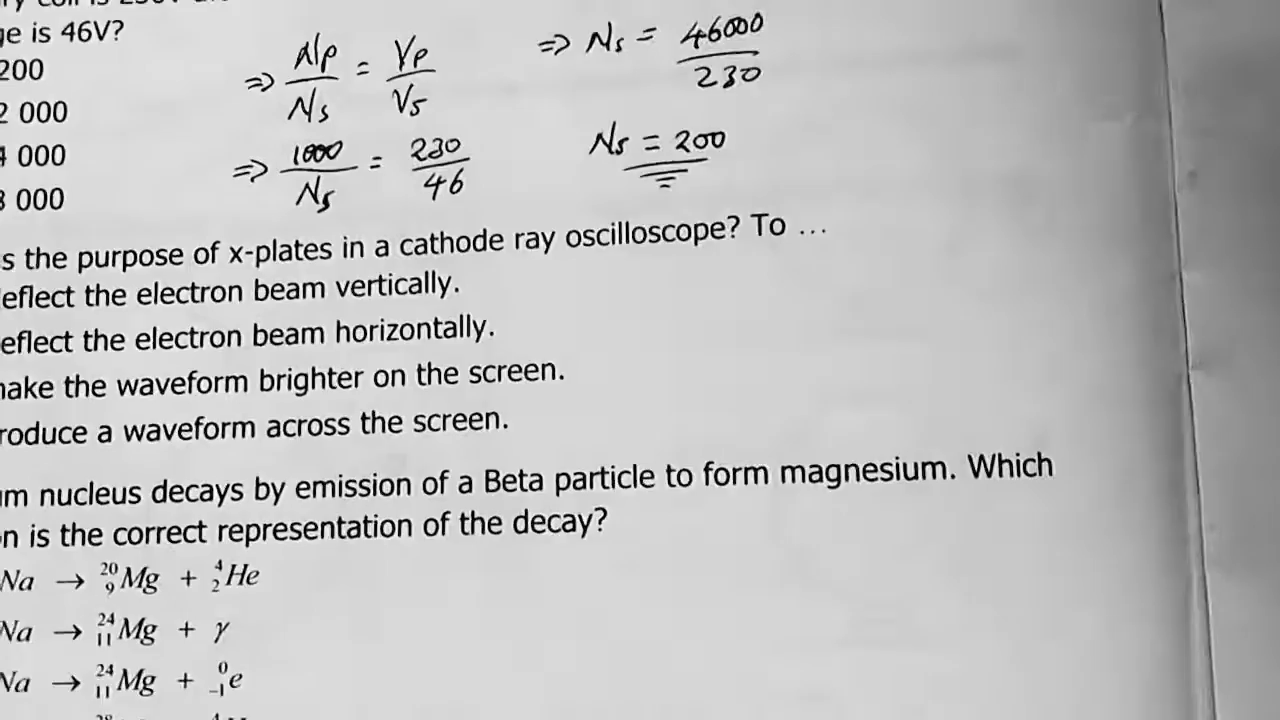 ge is 46V?
200
2 000
4 000
8 000
⇒ Np/Ns = Vp/Vs
⇒ 1000/Ns = 230/46
⇒ Ns = 46000/230
Ns = 200
s the purpose of x-plates in a cathode ray oscilloscope? To ...
deflect the electron beam vertically.
eflect the electron beam horizontally.
make the waveform brighter on the screen.
roduce a waveform across the screen.
um nucleus decays by emission of a Beta particle to form magnesium. Which
n is the correct representation of the decay?
Na → ²⁰₉Mg + ⁴₂He
Na → ²⁴₁₁Mg + γ
Na → ²⁴₁₁Mg + ⁰₋₁e